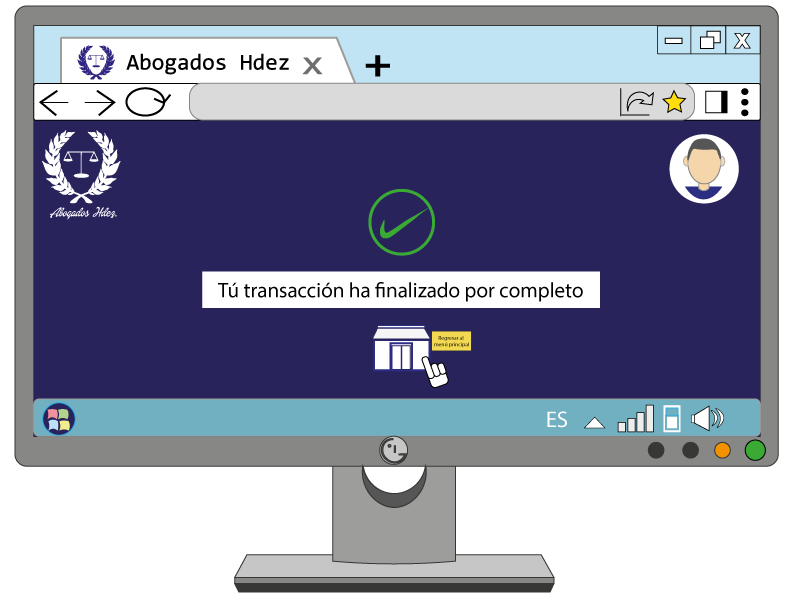 Abogados Hdez X
Abogados Hdez.
Tú transacción ha finalizado por completo
Regresar al
menú principal
ES